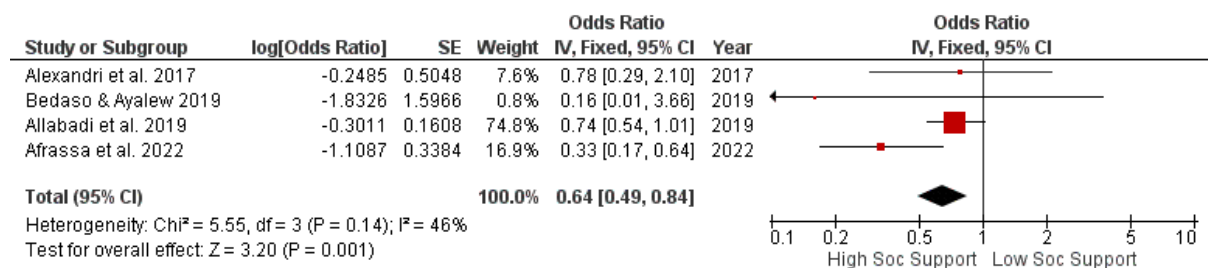 Odds Ratio Odds Ratio
Study or Subgroup log[Odds Ratio] SE Weight IV, Fixed, 95% CI Year IV, Fixed, 95% CI
Alexandri et al. 2017 -0.2485 0.5048 7.6% 0.78 [0.29, 2.10] 2017
Bedaso & Ayalew 2019 -1.8326 1.5966 0.8% 0.16 [0.01, 3.66] 2019
Allabadi et al. 2019 -0.3011 0.1608 74.8% 0.74 [0.54, 1.01] 2019
Afrassa et al. 2022 -1.1087 0.3384 16.9% 0.33 [0.17, 0.64] 2022
Total (95% CI) 100.0% 0.64 [0.49, 0.84]
Heterogeneity: Chi² = 5.55, df = 3 (P = 0.14); I² = 46%
Test for overall effect: Z = 3.20 (P = 0.001)
0.1 0.2 0.5 1 2 5 10
High Soc Support Low Soc Support